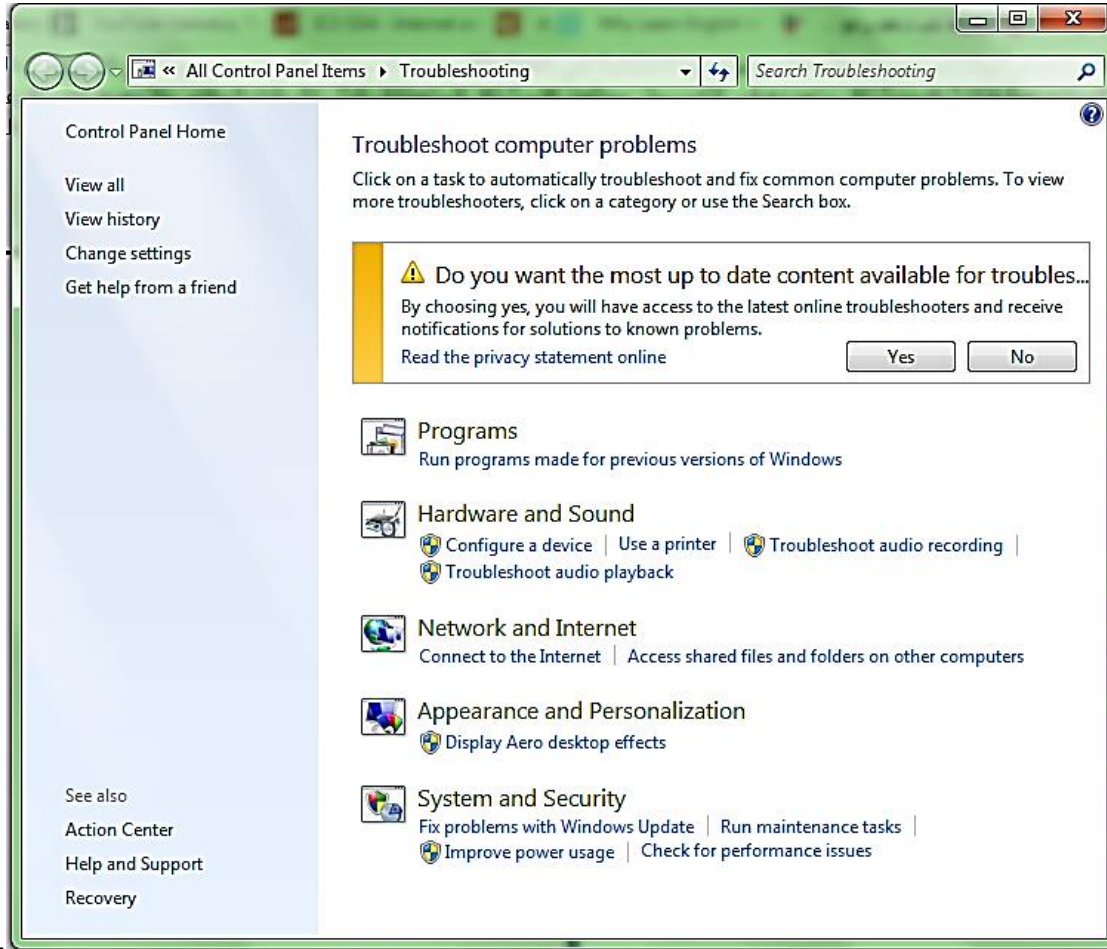 « All Control Panel Items ▸ Troubleshooting
Search Troubleshooting
Control Panel Home
View all
View history
Change settings
Get help from a friend
See also
Action Center
Help and Support
Recovery
Troubleshoot computer problems
Click on a task to automatically troubleshoot and fix common computer problems. To view
more troubleshooters, click on a category or use the Search box.
Do you want the most up to date content available for troubles...
By choosing yes, you will have access to the latest online troubleshooters and receive
notifications for solutions to known problems.
Read the privacy statement online
Yes No
Programs
Run programs made for previous versions of Windows
Hardware and Sound
Configure a device | Use a printer | Troubleshoot audio recording |
Troubleshoot audio playback
Network and Internet
Connect to the Internet | Access shared files and folders on other computers
Appearance and Personalization
Display Aero desktop effects
System and Security
Fix problems with Windows Update | Run maintenance tasks |
Improve power usage | Check for performance issues